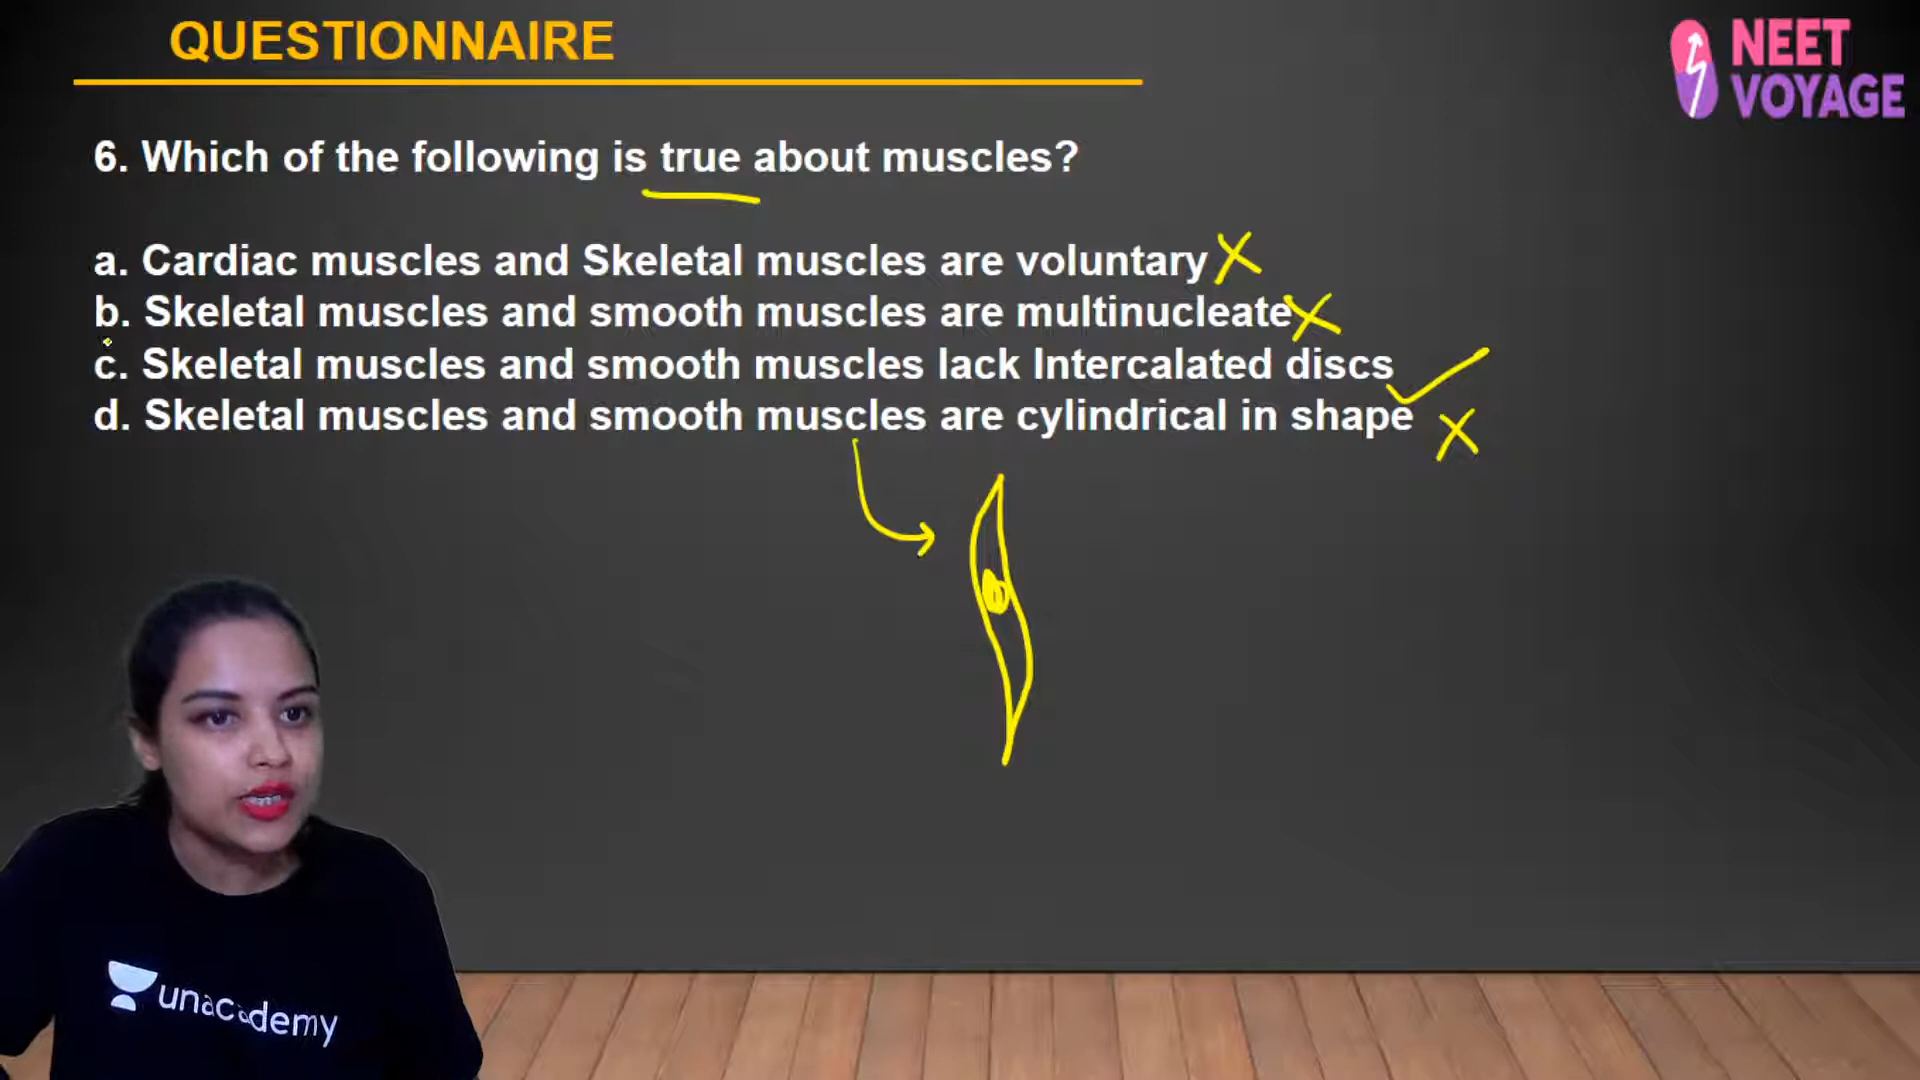 QUESTIONNAIRE
NEET
VOYAGE
6. Which of the following is true about muscles?
a. Cardiac muscles and Skeletal muscles are voluntary
b. Skeletal muscles and smooth muscles are multinucleate
c. Skeletal muscles and smooth muscles lack Intercalated discs
d. Skeletal muscles and smooth muscles are cylindrical in shape
unacademy